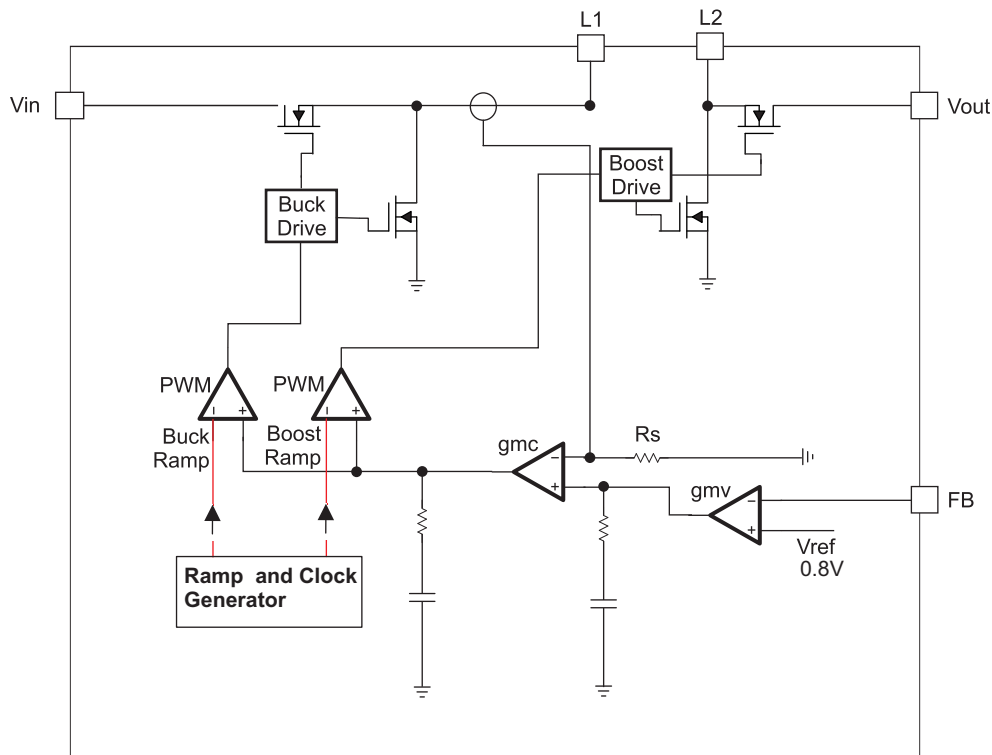 L1
L2
Vin
Vout
Buck
Drive
Boost
Drive
PWM
PWM
Buck
Ramp
Boost
Ramp
gmc
Rs
gmv
FB
Vref
0.8V
Ramp and Clock
Generator